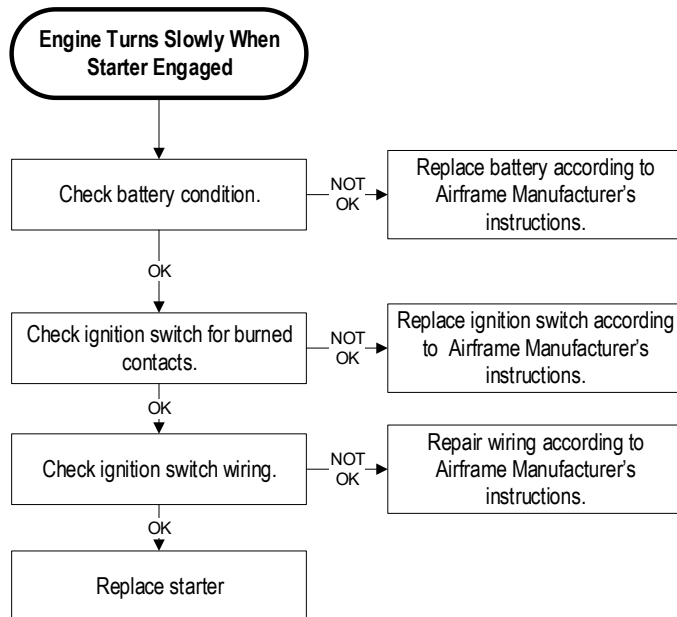 Engine Turns Slowly When
Starter Engaged
Check battery condition.
NOT
OK
Replace battery according to
Airframe Manufacturer's
instructions.
OK
Check ignition switch for burned
contacts.
NOT
OK
Replace ignition switch according
to Airframe Manufacturer's
instructions.
OK
Check ignition switch wiring.
NOT
OK
Repair wiring according to
Airframe Manufacturer's
instructions.
OK
Replace starter